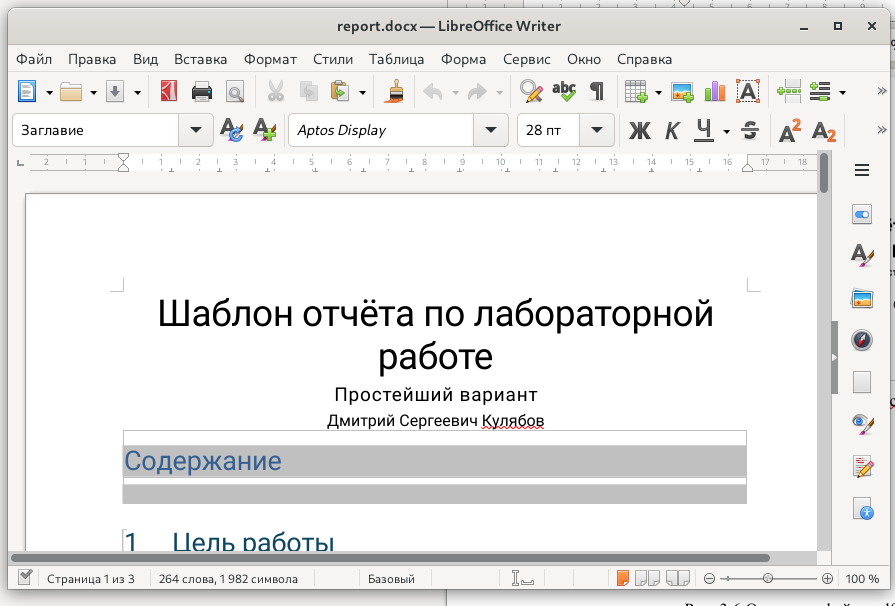 report.docx — LibreOffice Writer
Файл Правка Вид Вставка Формат Стили Таблица Форма Сервис Окно Справка
Заглавие Aptos Display 28 пт Ж К Ч S A2 A2
2 1 1 2 3 4 5 6 7 8 9 10 11 12 13 14 15 16 17 18
Шаблон отчёта по лабораторной
работе
Простейший вариант
Дмитрий Сергеевич Кулябов
Содержание
1 Цель работы
Страница 1 из 3 264 слова, 1 982 символа Базовый 100 %